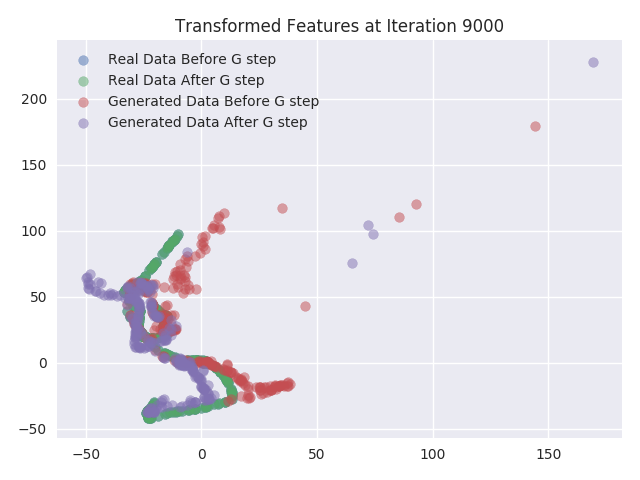 Transformed Features at Iteration 9000
Real Data Before G step
Real Data After G step
Generated Data Before G step
Generated Data After G step
200
150
100
50
0
−50
−50 0 50 100 150